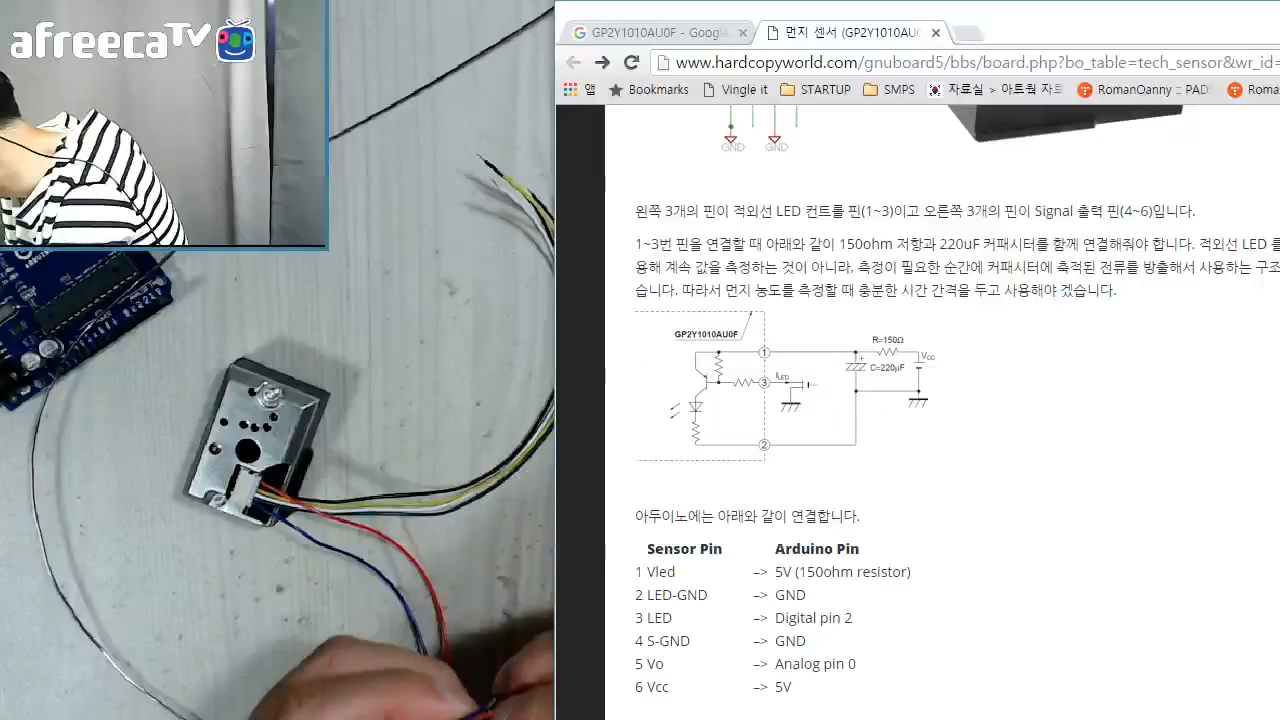 afreecaTV
GP2Y1010AU0F - Google
먼지 센서 (GP2Y1010AU
www.hardcopyworld.com/gnuboard5/bbs/board.php?bo_table=tech_sensor&wr_id=
앱
Bookmarks
Vingle it
STARTUP
SMPS
자료실 > 아트웍 자료
RomanOanny :: PAD
Roma
GND
GND
왼쪽 3개의 핀이 적외선 LED 컨트롤 핀(1~3)이고 오른쪽 3개의 핀이 Signal 출력 핀(4~6)입니다.
1~3번 핀을 연결할 때 아래와 같이 150ohm 저항과 220uF 커패시터를 함께 연결해줘야 합니다. 적외선 LED 를
용해 계속 값을 측정하는 것이 아니라, 측정이 필요한 순간에 커패시터에 축적된 전류를 방출해서 사용하는 구조
습니다. 따라서 먼지 농도를 측정할 때 충분한 시간 간격을 두고 사용해야 겠습니다.
GP2Y1010AU0F
R=150Ω
1
VCC
+
C=220μF
3
ILED
2
아두이노에는 아래와 같이 연결합니다.
Sensor Pin Arduino Pin
1 Vled –> 5V (150ohm resistor)
2 LED-GND –> GND
3 LED –> Digital pin 2
4 S-GND –> GND
5 Vo –> Analog pin 0
6 Vcc –> 5V